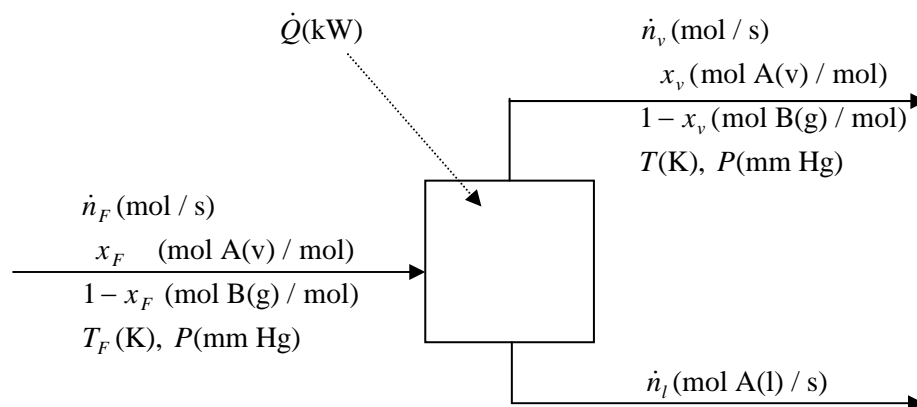 Q̇(kW)
ṅ_v (mol / s)
x_v (mol A(v) / mol)
1 − x_v (mol B(g) / mol)
T(K), P(mm Hg)
ṅ_F (mol / s)
x_F (mol A(v) / mol)
1 − x_F (mol B(g) / mol)
T_F (K), P(mm Hg)
ṅ_l (mol A(l) / s)